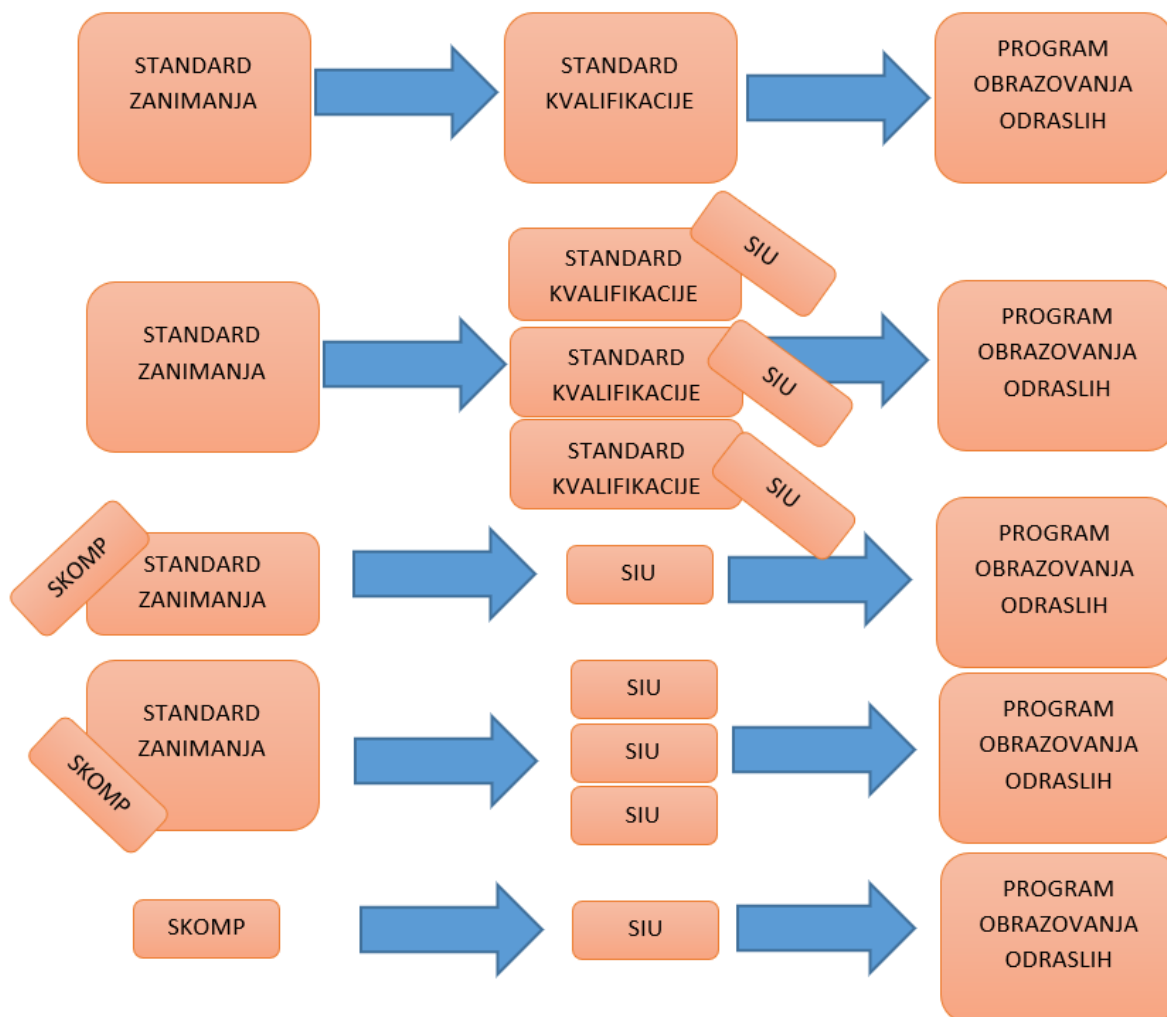 STANDARD
ZANIMANJA
STANDARD
KVALIFIKACIJE
PROGRAM
OBRAZOVANJA
ODRASLIH
STANDARD
ZANIMANJA
STANDARD
KVALIFIKACIJE
SIU
STANDARD
KVALIFIKACIJE
SIU
STANDARD
KVALIFIKACIJE
SIU
PROGRAM
OBRAZOVANJA
ODRASLIH
SKOMP
STANDARD
ZANIMANJA
SIU
PROGRAM
OBRAZOVANJA
ODRASLIH
STANDARD
ZANIMANJA
SKOMP
SIU
SIU
SIU
PROGRAM
OBRAZOVANJA
ODRASLIH
SKOMP
SIU
PROGRAM
OBRAZOVANJA
ODRASLIH